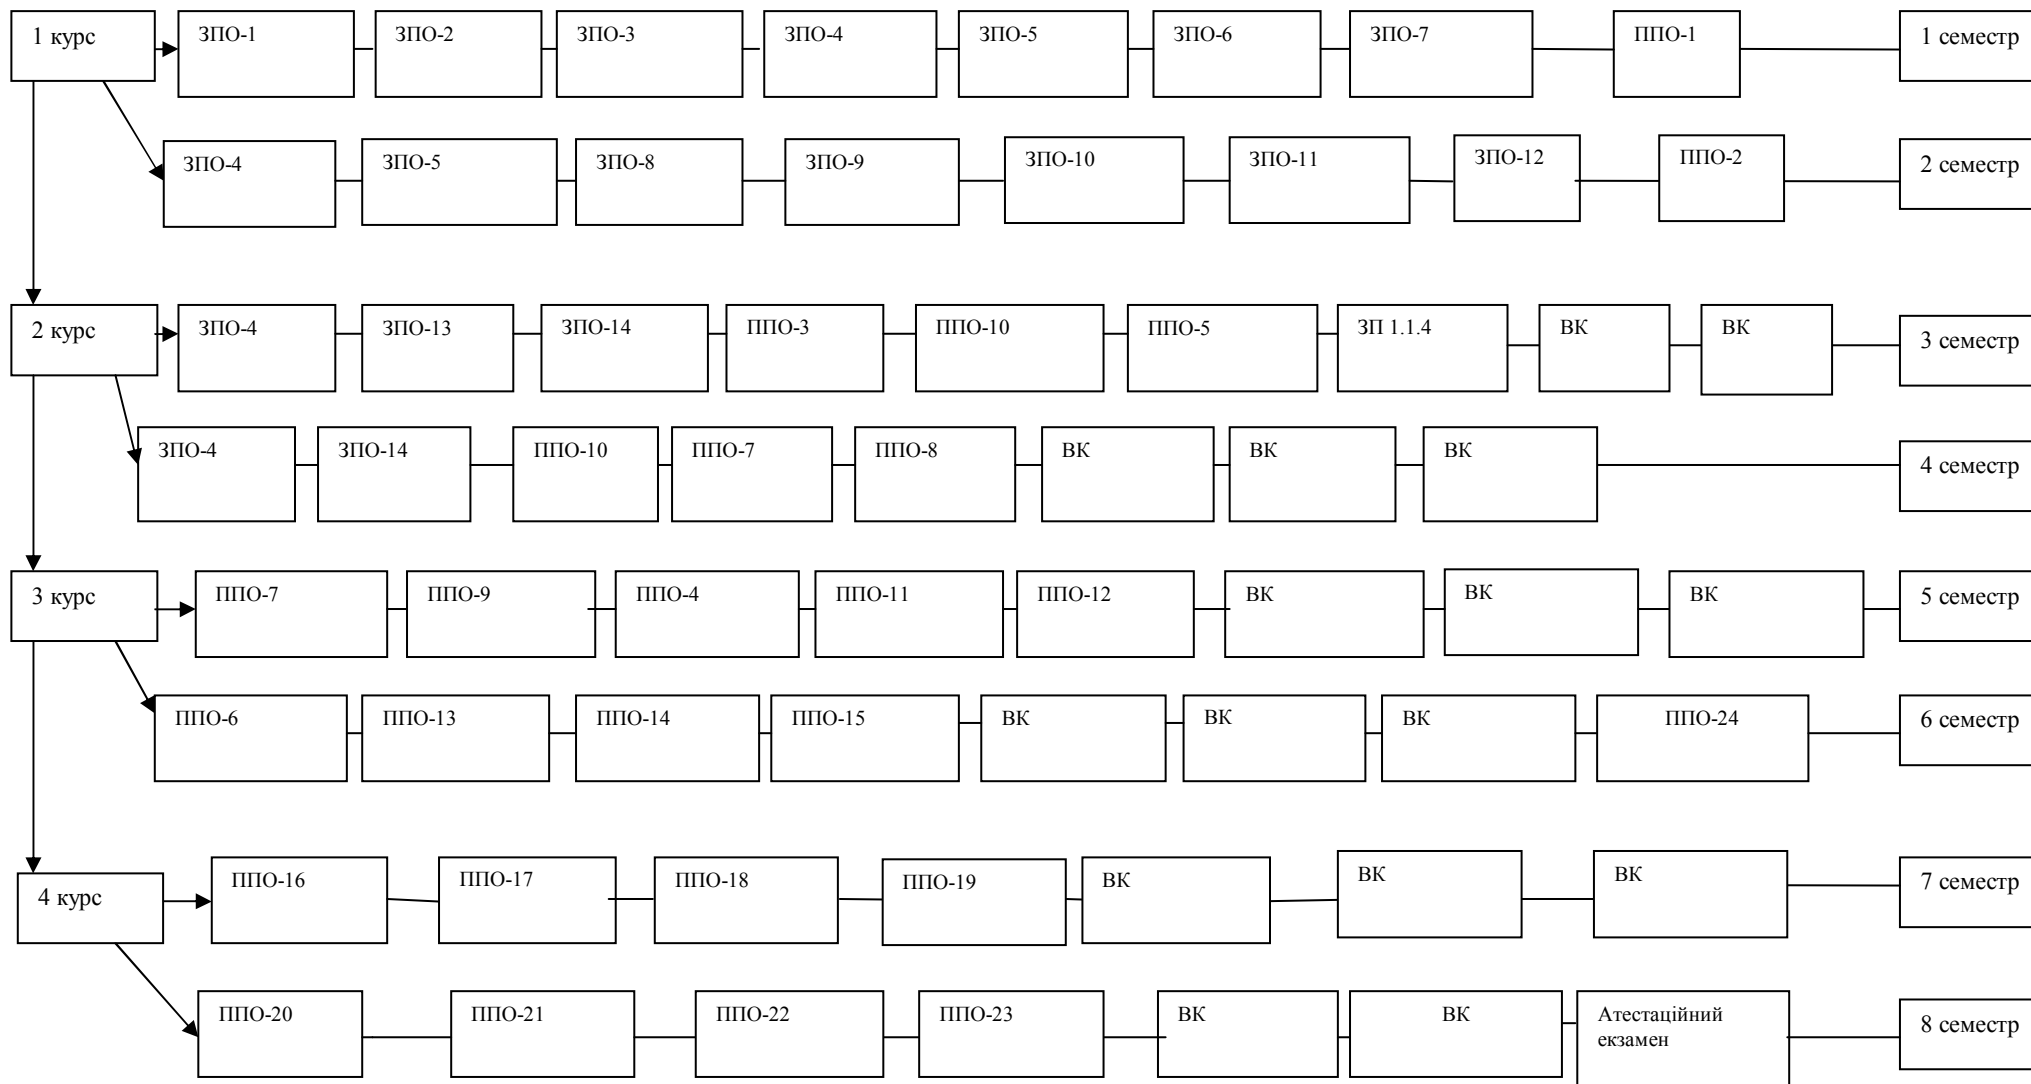 1 курс
ЗПО-1
ЗПО-2
ЗПО-3
ЗПО-4
ЗПО-5
ЗПО-6
ЗПО-7
ППО-1
1 семестр
ЗПО-4
ЗПО-5
ЗПО-8
ЗПО-9
ЗПО-10
ЗПО-11
ЗПО-12
ППО-2
2 семестр
2 курс
ЗПО-4
ЗПО-13
ЗПО-14
ППО-3
ППО-10
ППО-5
ЗП 1.1.4
ВК
ВК
3 семестр
ЗПО-4
ЗПО-14
ППО-10
ППО-7
ППО-8
ВК
ВК
ВК
4 семестр
3 курс
ППО-7
ППО-9
ППО-4
ППО-11
ППО-12
ВК
ВК
ВК
5 семестр
ППО-6
ППО-13
ППО-14
ППО-15
ВК
ВК
ВК
ППО-24
6 семестр
4 курс
ППО-16
ППО-17
ППО-18
ППО-19
ВК
ВК
ВК
7 семестр
ППО-20
ППО-21
ППО-22
ППО-23
ВК
ВК
Атестаційний
екзамен
8 семестр